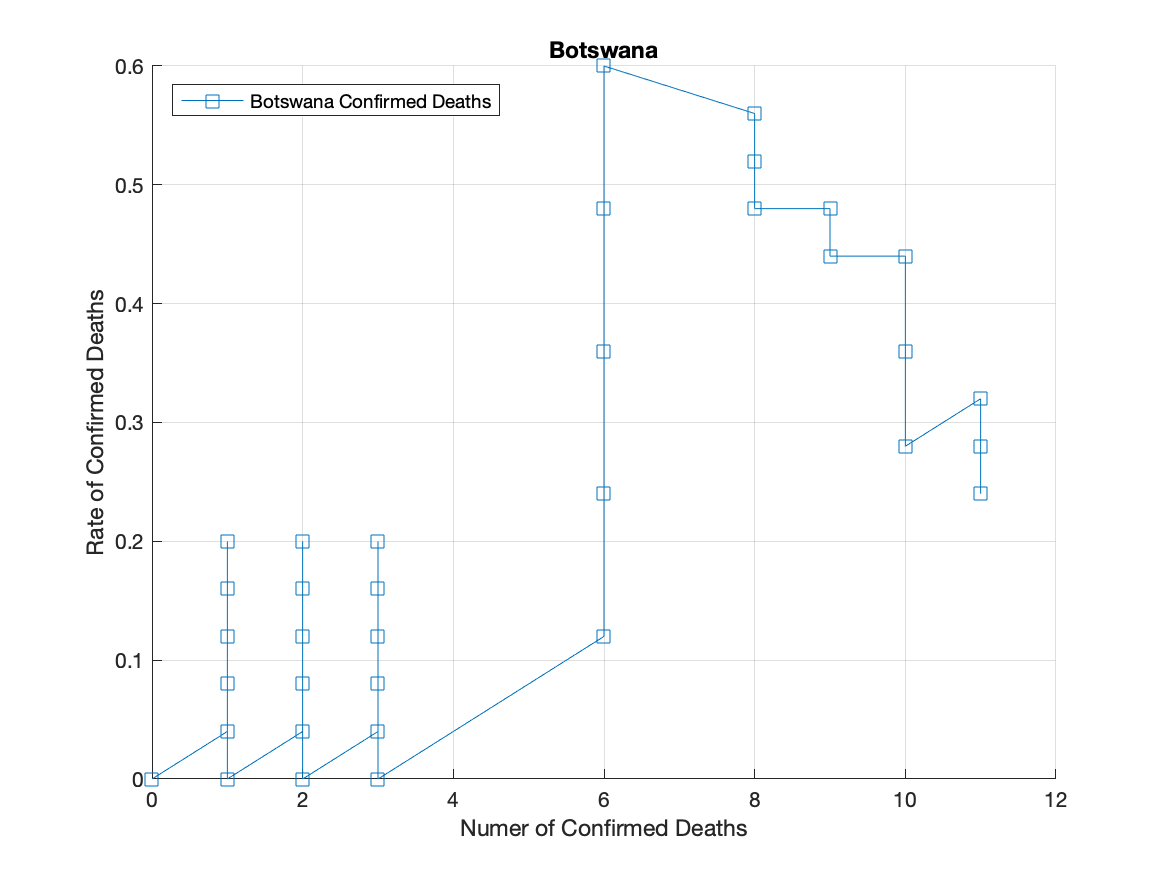 Botswana
Botswana Confirmed Deaths
0.6
0.5
0.4
0.3
0.2
0.1
0
Rate of Confirmed Deaths
0 2 4 6 8 10 12
Numer of Confirmed Deaths